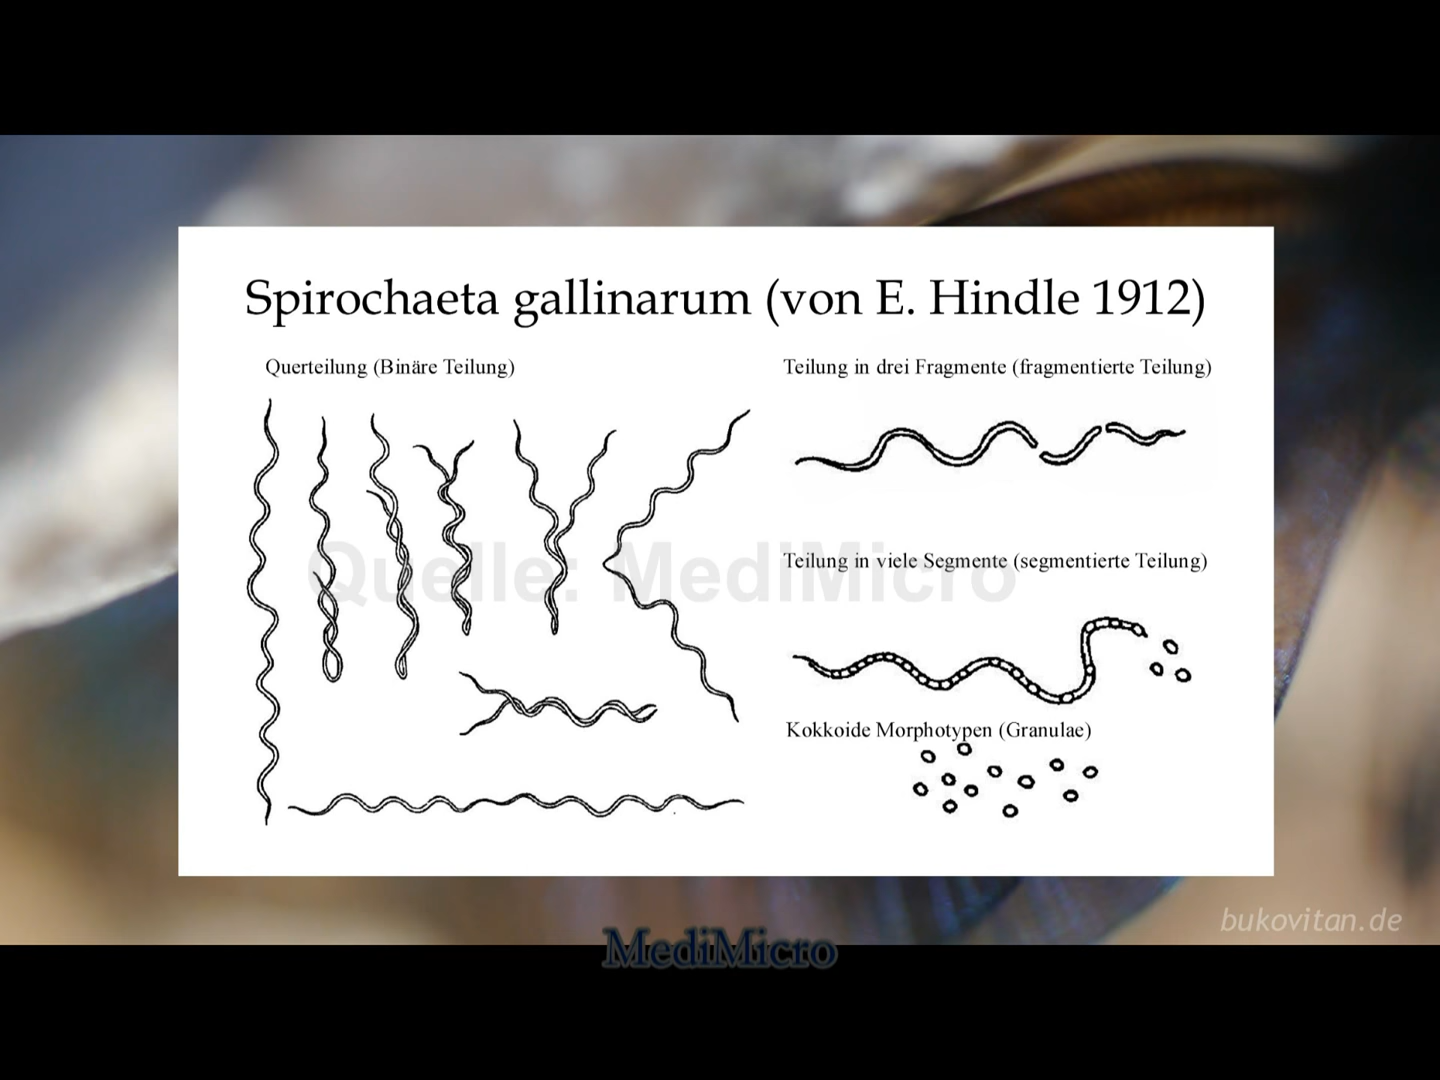 Spirochaeta gallinarum (von E. Hindle 1912)
Querteilung (Binäre Teilung)
Teilung in drei Fragmente (fragmentierte Teilung)
Quelle: MediMicro
Teilung in viele Segmente (segmentierte Teilung)
Kokkoide Morphotypen (Granulae)
bukovitan.de
MediMicro